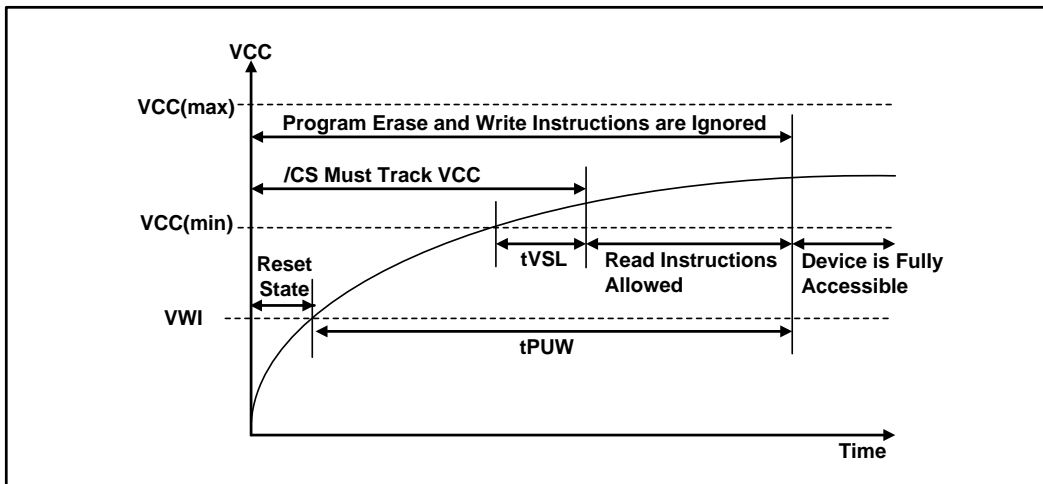 VCC
VCC(max)
Program Erase and Write Instructions are Ignored
/CS Must Track VCC
VCC(min)
tVSL
Read Instructions
Allowed
Device is Fully
Accessible
Reset
State
VWI
tPUW
Time